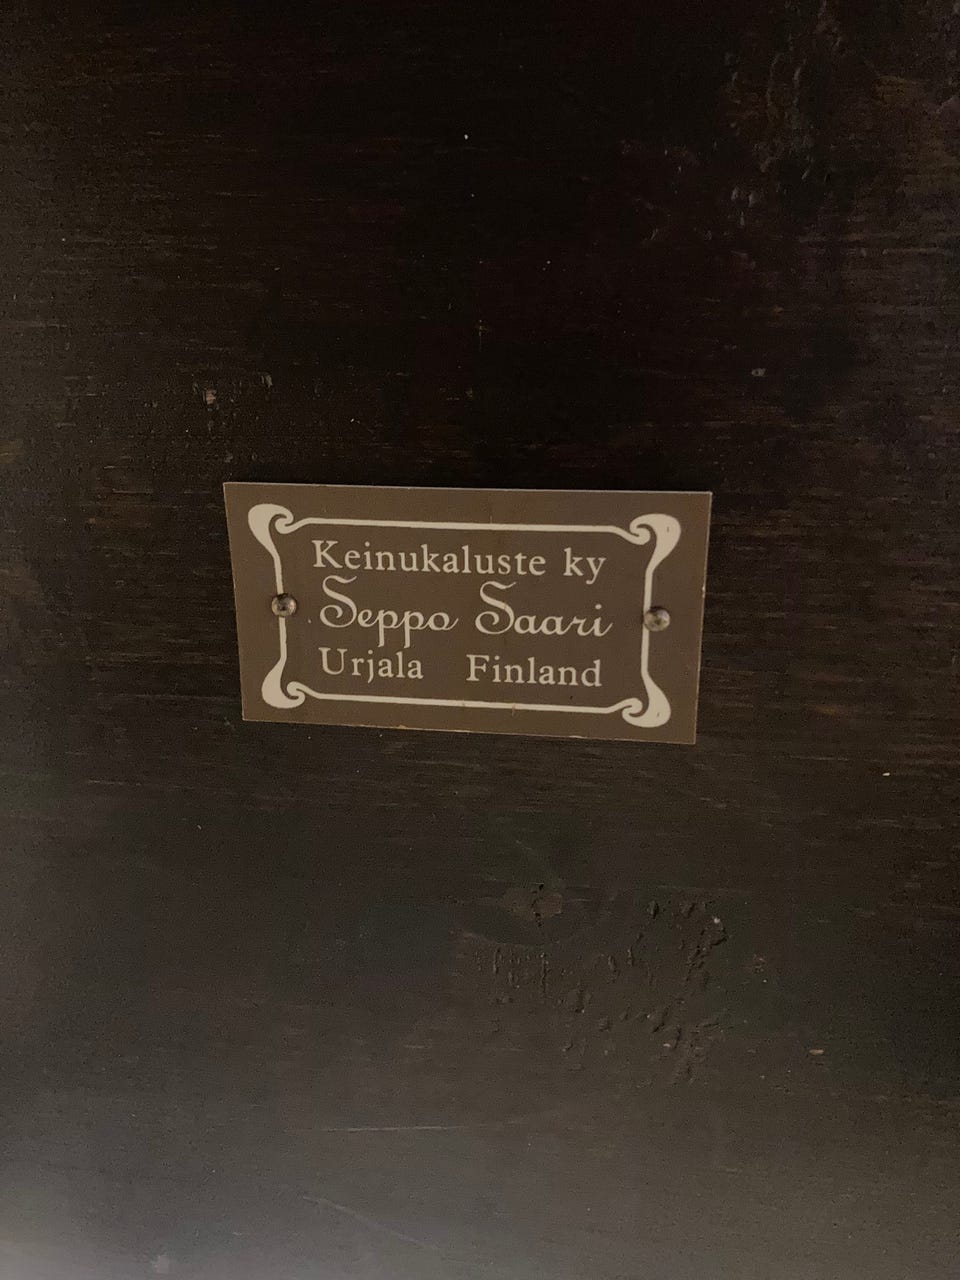 Keinukaluste ky
Seppo Saari
Urjala Finland